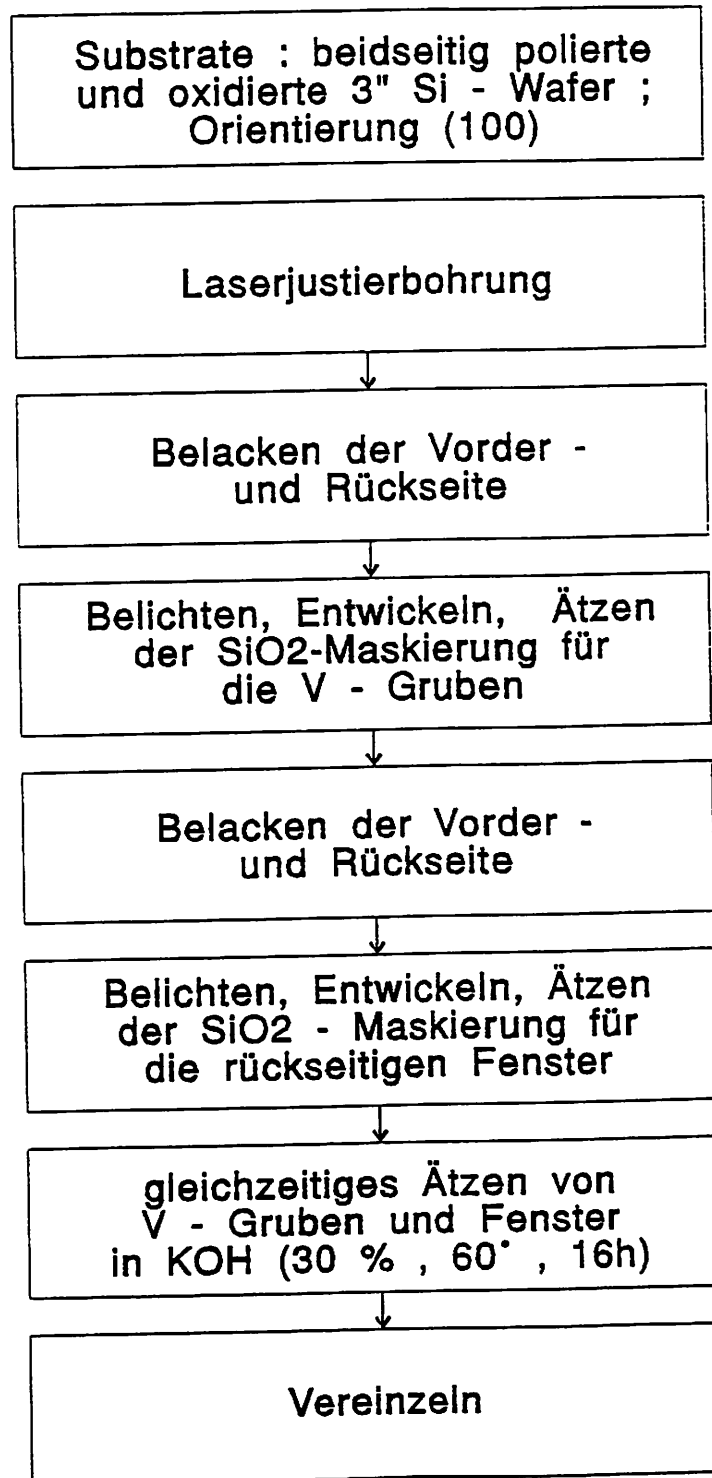 Substrate : beidseitig polierte
und oxidierte 3" Si - Wafer ;
Orientierung (100)
Laserjustierbohrung
Belacken der Vorder -
und Rückseite
Belichten, Entwickeln, Ätzen
der SiO2-Maskierung für
die V - Gruben
Belacken der Vorder -
und Rückseite
Belichten, Entwickeln, Ätzen
der SiO2 - Maskierung für
die rückseitigen Fenster
gleichzeitiges Ätzen von
V - Gruben und Fenster
in KOH (30 % , 60° , 16h)
Vereinzeln